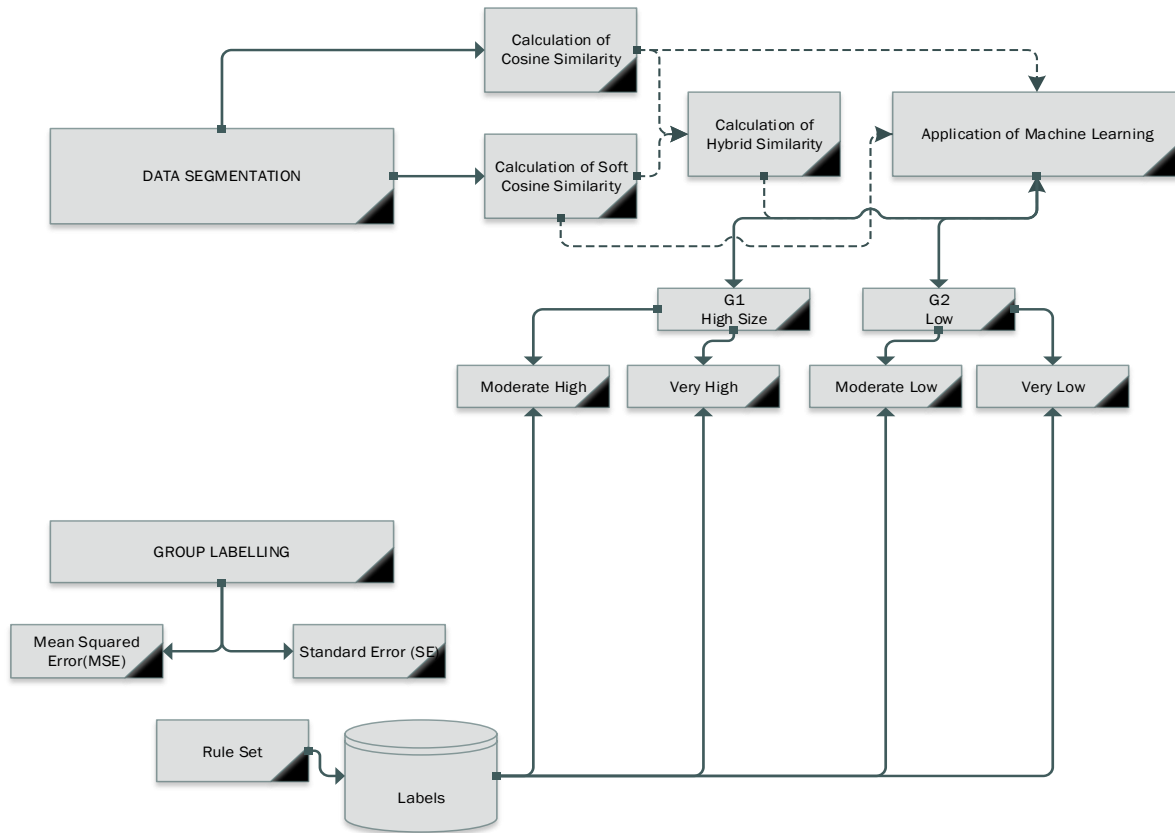 Calculation of
Cosine Similarity
DATA SEGMENTATION
Calculation of Soft
Cosine Similarity
Calculation of
Hybrid Similarity
Application of Machine Learning
G1
High Size
G2
Low
Moderate High
Very High
Moderate Low
Very Low
GROUP LABELLING
Mean Squared
Error(MSE)
Standard Error (SE)
Rule Set
Labels